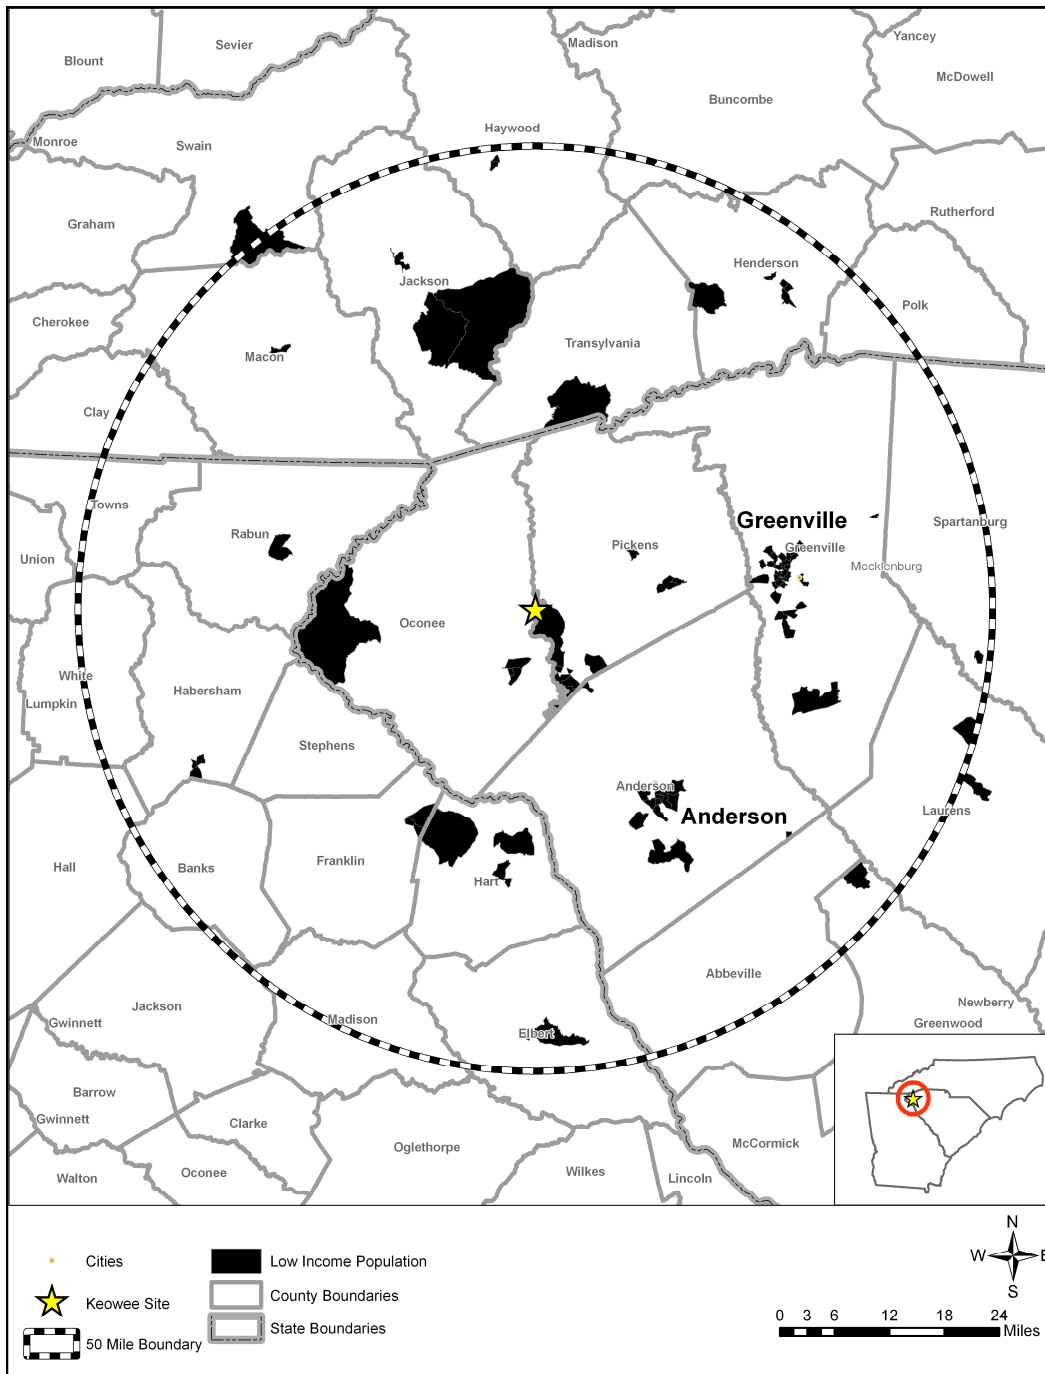 Blount
Sevier
Madison
Yancey
McDowell
Buncombe
Haywood
Monroe
Swain
Graham
Rutherford
Henderson
Jackson
Polk
Cherokee
Transylvania
Macon
Clay
Towns
Rabun
Greenville
Spartanburg
Pickens
Greenville
Union
Mecklenburg
Oconee
White
Habersham
Lumpkin
Stephens
Anderson
Anderson
Laurens
Hall
Banks
Franklin
Hart
Abbeville
Jackson
Newberry
Gwinnett
Madison
Elbert
Greenwood
Barrow
Gwinnett
Clarke
Oglethorpe
McCormick
Walton
Oconee
Wilkes
Lincoln
Cities
Low Income Population
Keowee Site
County Boundaries
State Boundaries
50 Mile Boundary
N
W E
S
0 3 6 12 18 24
Miles